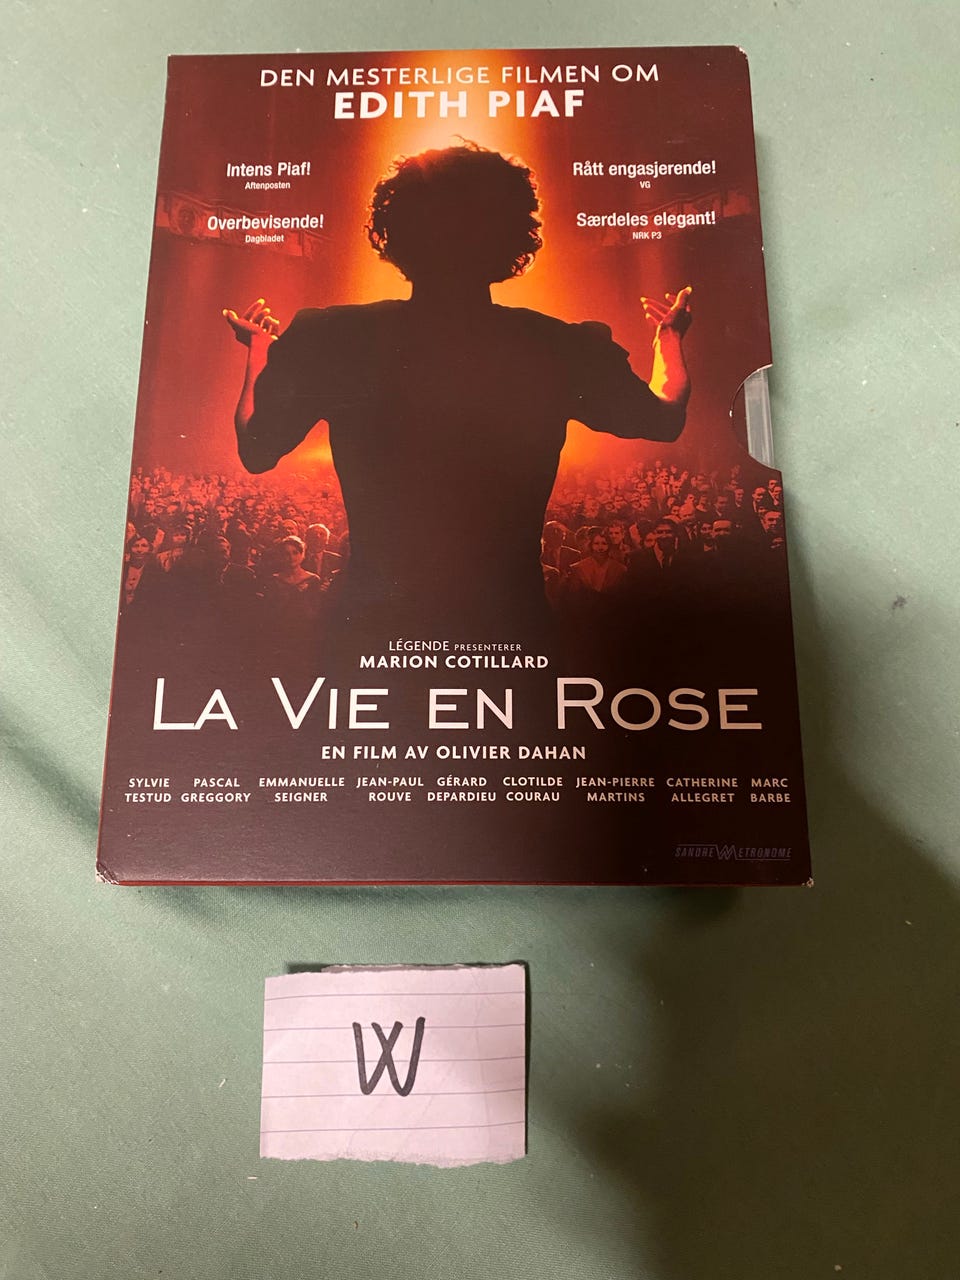 DEN MESTERLIGE FILMEN OM
EDITH PIAF
Intens Piaf!
Aftenposten
Rått engasjerende!
VG
Overbevisende!
Dagbladet
Særdeles elegant!
NRK P3
LÉGENDE PRESENTERER
MARION COTILLARD
LA VIE EN ROSE
EN FILM AV OLIVIER DAHAN
SYLVIE PASCAL EMMANUELLE JEAN-PAUL GÉRARD CLOTILDE JEAN-PIERRE CATHERINE MARC
TESTUD GREGGORY SEIGNER ROUVE DEPARDIEU COURAU MARTINS ALLEGRET BARBE
SANDREW METRONOME
W